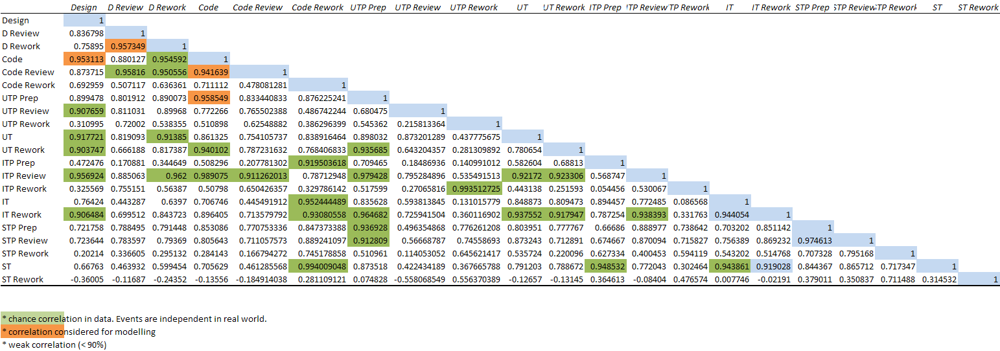 Design D Review D Rework Code Code Review Code Rework UTP Prep UTP Review UTP Rework UT UT Rework ITP Prep ITP Review TP Rework IT IT Rework STP Prep STP Review TP Rework ST ST Rework
Design 1
D Review 0.836798 1
D Rework 0.75895 0.957349 1
Code 0.953113 0.880127 0.954592 1
Code Review 0.873715 0.95816 0.950556 0.941639 1
Code Rework 0.692959 0.507117 0.636361 0.711112 0.478081281 1
UTP Prep 0.899478 0.801912 0.890073 0.958549 0.833440833 0.876225241 1
UTP Review 0.907659 0.811031 0.89968 0.772266 0.765502388 0.486742244 0.680475 1
UTP Rework 0.310995 0.72002 0.538355 0.510898 0.62548882 0.386296399 0.545362 0.215813364 1
UT 0.917721 0.819093 0.91385 0.861325 0.754105737 0.838916464 0.898032 0.873201289 0.437775675 1
UT Rework 0.903747 0.666188 0.817387 0.940102 0.787231632 0.768406833 0.935685 0.643204357 0.281309892 0.780654 1
ITP Prep 0.472476 0.170881 0.344649 0.508296 0.207781302 0.919503618 0.709465 0.18486936 0.140991012 0.582604 0.68813 1
ITP Review 0.956924 0.885063 0.962 0.989075 0.911262013 0.78712948 0.979428 0.795284896 0.535491513 0.92172 0.923306 0.568747 1
ITP Rework 0.325569 0.755151 0.56387 0.50798 0.650426357 0.329786142 0.517599 0.27065816 0.993512725 0.443138 0.251593 0.054456 0.530067 1
IT 0.76424 0.443287 0.6397 0.706746 0.445491912 0.952444489 0.835628 0.593813845 0.131015779 0.848873 0.809473 0.894457 0.772485 0.086568 1
IT Rework 0.906484 0.699512 0.843723 0.896405 0.713579792 0.93080558 0.964682 0.725941504 0.360116902 0.937552 0.917947 0.787254 0.938393 0.331763 0.944054 1
STP Prep 0.721758 0.788495 0.791448 0.853086 0.770753336 0.847373388 0.936928 0.496354868 0.776261208 0.803951 0.777767 0.66686 0.888977 0.738642 0.703202 0.851142 1
STP Review 0.723644 0.783597 0.79369 0.805643 0.711057573 0.889241097 0.912809 0.56668787 0.74558693 0.873243 0.712891 0.674667 0.870094 0.715827 0.756389 0.869232 0.974613 1
STP Rework 0.20214 0.336605 0.295132 0.284143 0.166794272 0.745178858 0.510961 0.114053052 0.645621417 0.535724 0.220096 0.627334 0.400453 0.594119 0.543202 0.514768 0.707328 0.795168 1
ST 0.66763 0.463932 0.599454 0.705629 0.461285568 0.994009048 0.873518 0.422434189 0.367665788 0.791203 0.788672 0.948532 0.772043 0.302464 0.943861 0.919028 0.844367 0.865712 0.717347 1
ST Rework -0.36005 -0.11687 -0.24352 -0.13556 -0.184914038 0.281109121 0.074828 -0.558068549 0.556370389 -0.12657 -0.13145 0.364613 -0.08404 0.476574 0.007746 -0.02191 0.379011 0.350837 0.711488 0.314532 1
* chance correlation in data. Events are independent in real world.
* correlation considered for modelling
* weak correlation (< 90%)